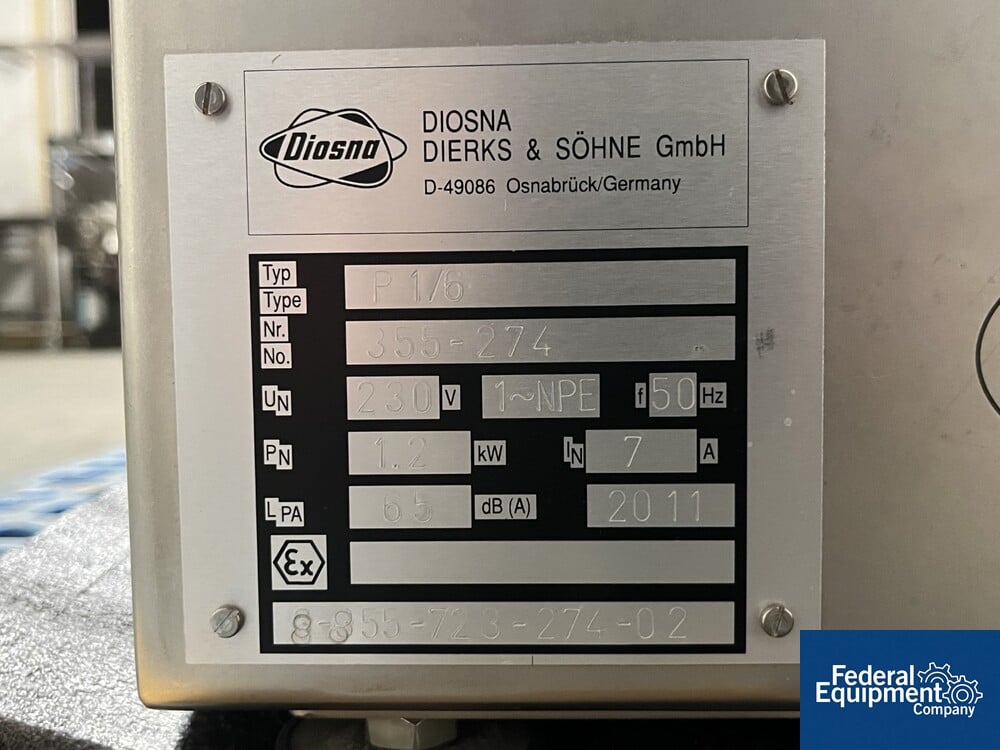 Diosna
DIOSNA
DIERKS & SÖHNE GmbH
D-49086 Osnabrück/Germany
Typ
Type
P 1/6
Nr.
No.
355-274
UN 230 V 1~NPE f 50 Hz
PN 1.2 kW IN 7 A
LPA 65 dB (A) 2011
Ex
8-855-723-274-02
Federal
Equipment
Company